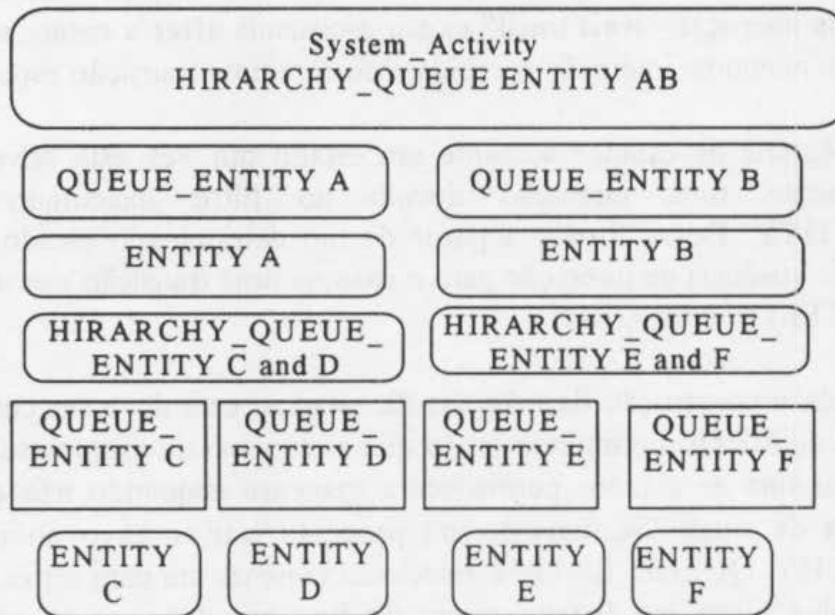 System_Activity
HIRARCHY_QUEUE ENTITY AB
QUEUE_ENTITY A
QUEUE_ENTITY B
ENTITY A
ENTITY B
HIRARCHY_QUEUE_
ENTITY C and D
HIRARCHY_QUEUE_
ENTITY E and F
QUEUE_
ENTITY C
QUEUE_
ENTITY D
QUEUE_
ENTITY E
QUEUE_
ENTITY F
ENTITY
C
ENTITY
D
ENTITY
E
ENTITY
F